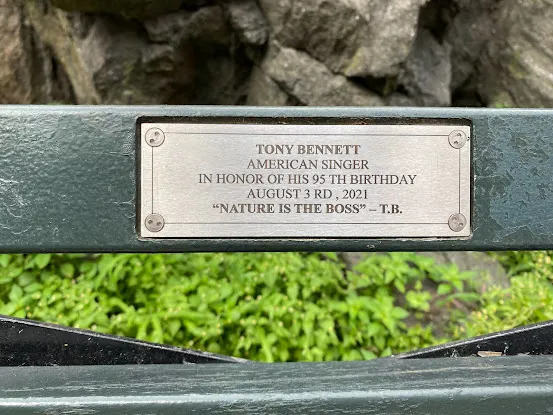 TONY BENNETT
AMERICAN SINGER
IN HONOR OF HIS 95 TH BIRTHDAY
AUGUST 3 RD , 2021
“NATURE IS THE BOSS” – T.B.